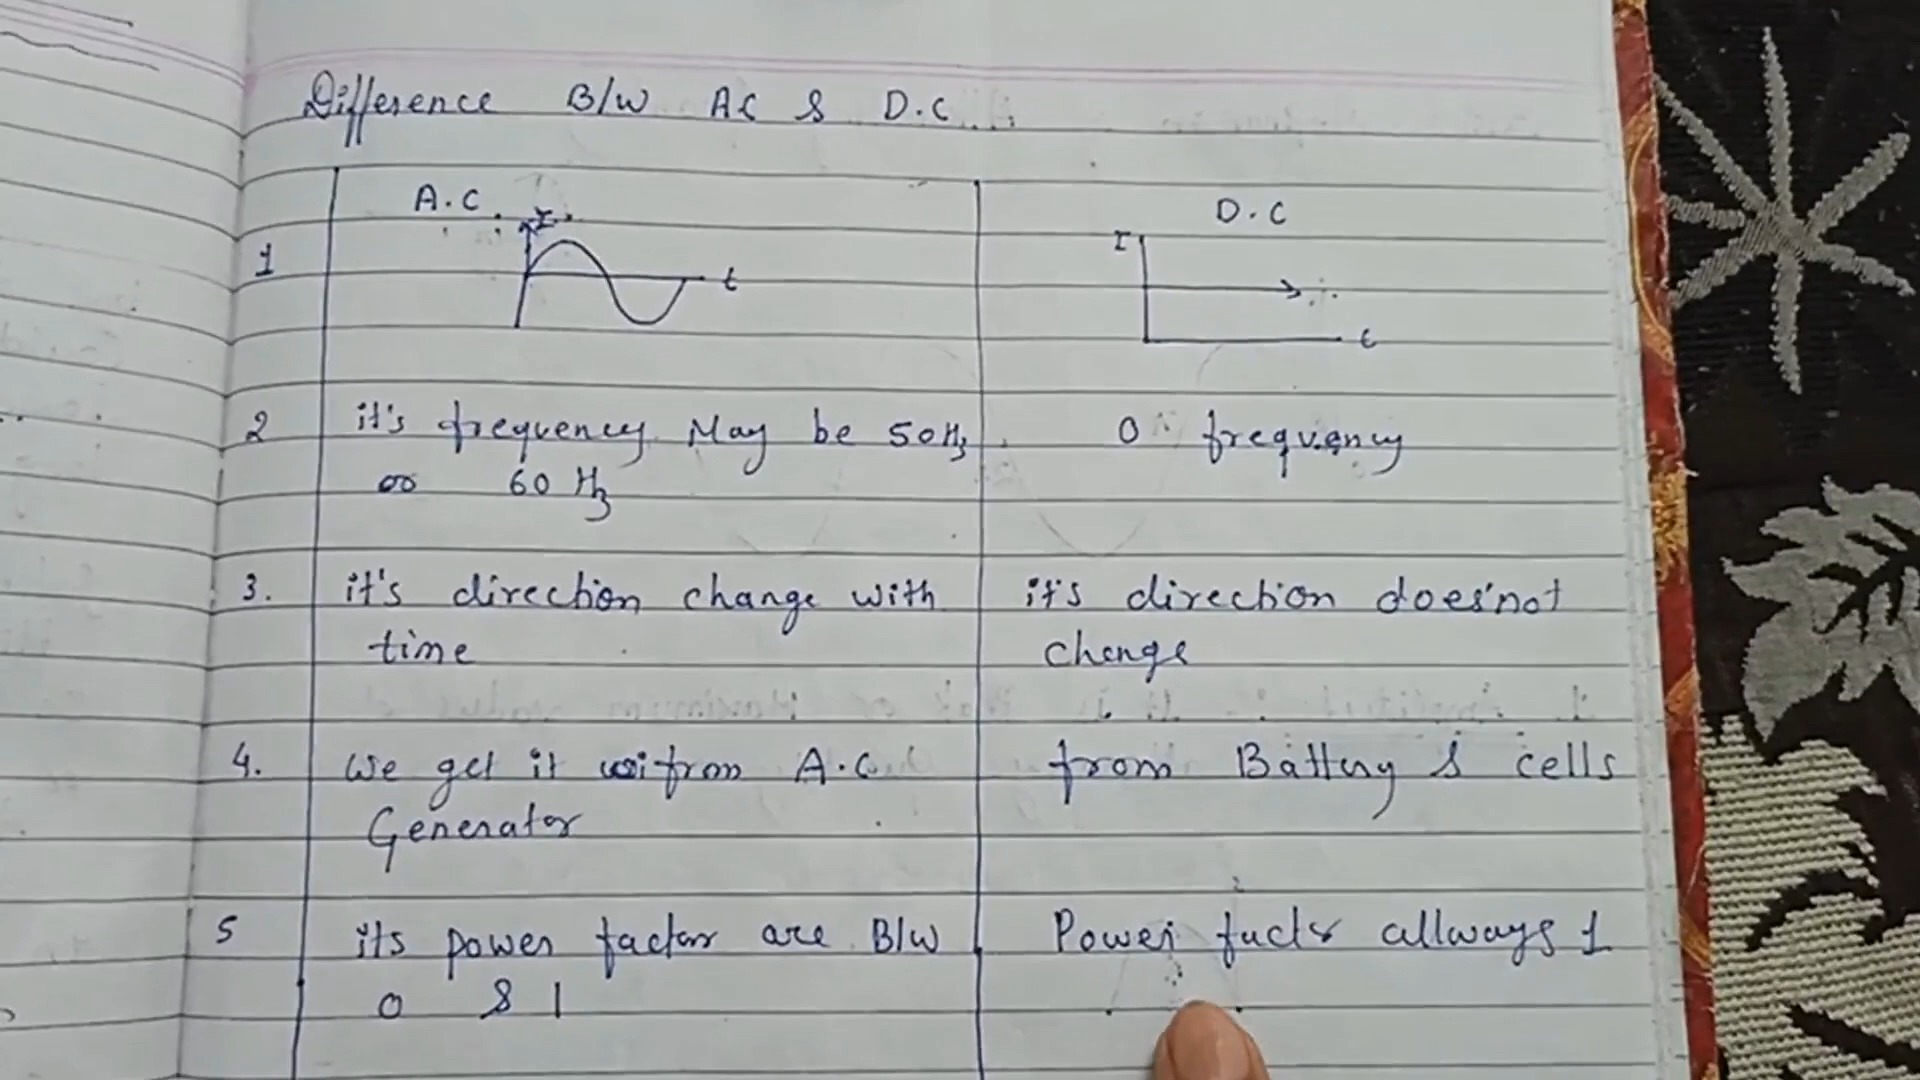 Difference B/W AC & D.C
A.C D.C
1 I t I t
2 it's frequency May be 50Hz 0 frequency
or 60 Hz
3. it's direction change with it's direction does'not
time change
4. We get it from A.C from Battery & cells
Generator
5 its power factor are B/W Power factor allways 1
0 & 1